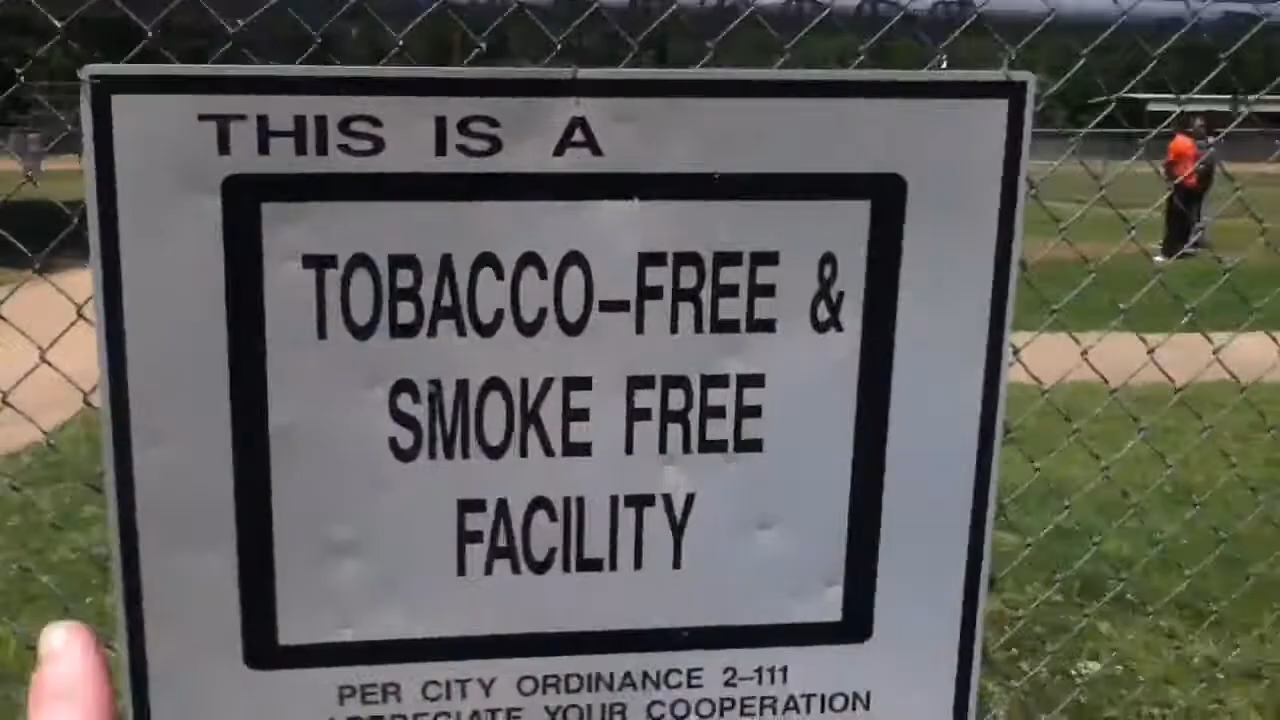 THIS IS A
TOBACCO-FREE &
SMOKE FREE
FACILITY
PER CITY ORDINANCE 2-111
APPRECIATE YOUR COOPERATION